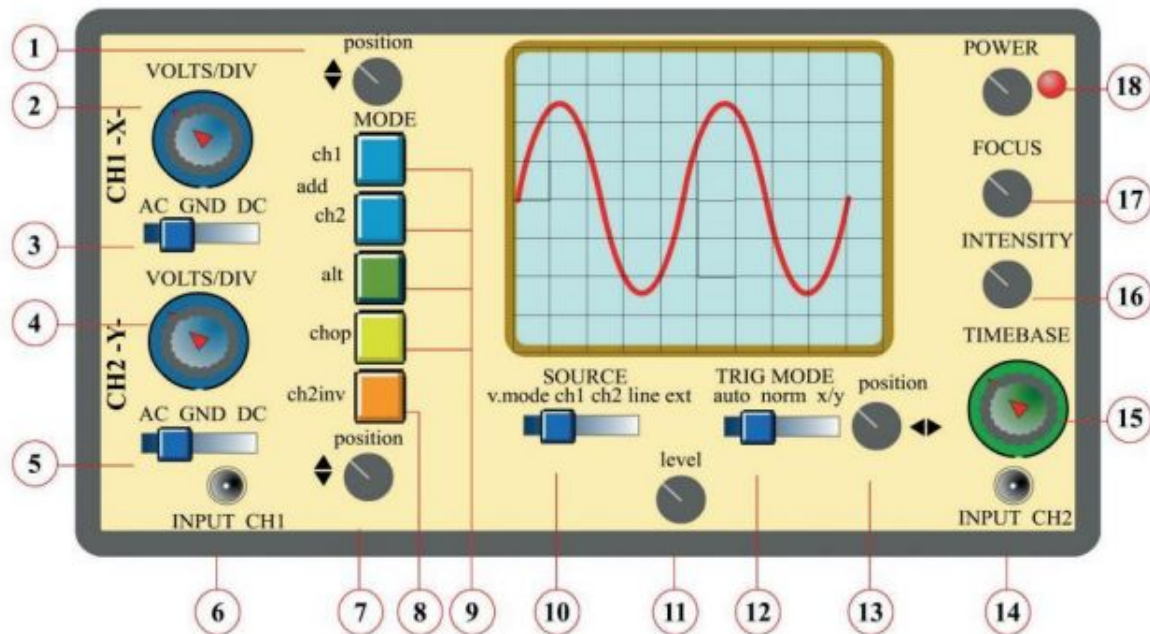 1
position
VOLTS/DIV
2
CH1 -X-
MODE
ch1
add
ch2
AC GND DC
3
VOLTS/DIV
alt
4
CH2 -Y-
chop
ch2inv
AC GND DC
position
5
INPUT CH1
SOURCE
v.mode ch1 ch2 line ext
TRIG MODE
auto norm x/y
position
level
POWER
18
FOCUS
17
INTENSITY
16
TIMEBASE
15
INPUT CH2
6
7
8
9
10
11
12
13
14